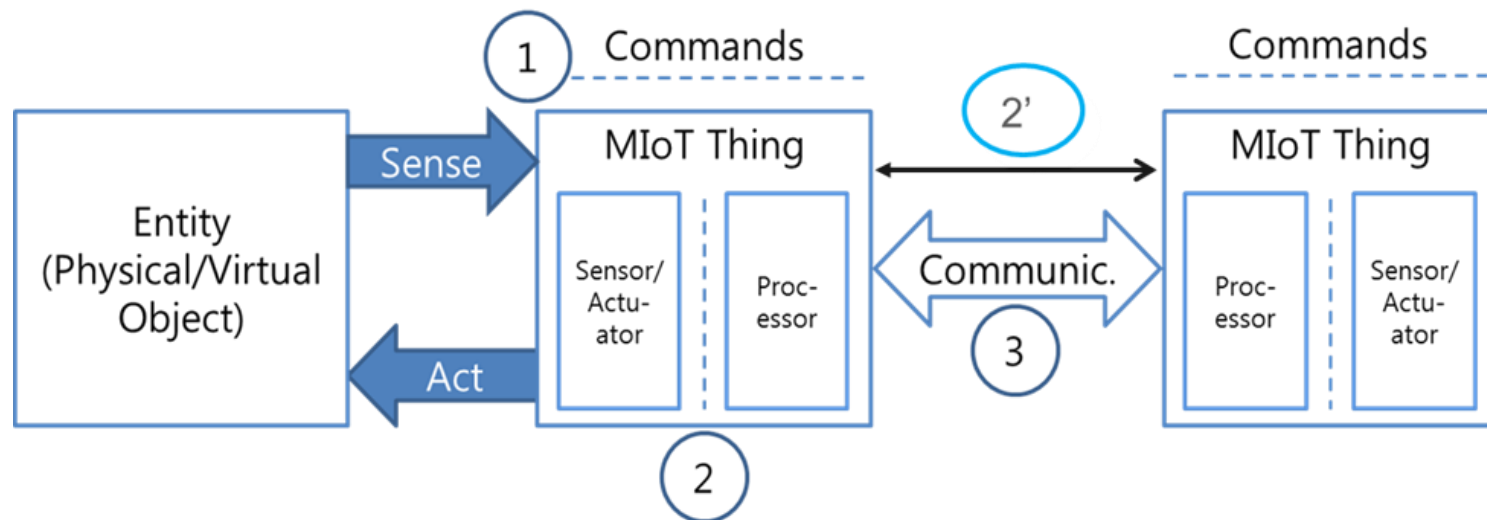 1
Commands
Commands
2’
Entity
(Physical/Virtual
Object)
Sense
Act
MIoT Thing
Sensor/
Actu-
ator
Proc-
essor
2
Communic.
3
MIoT Thing
Proc-
essor
Sensor/
Actu-
ator